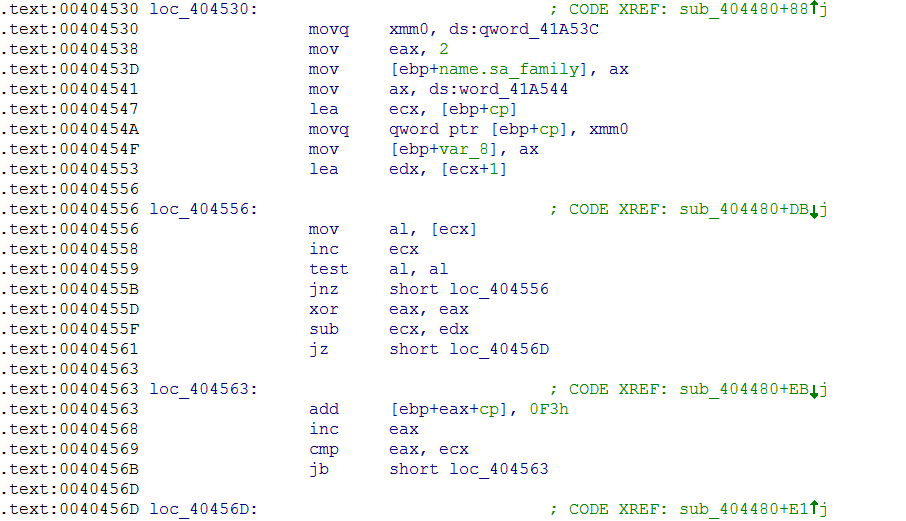 .text:00404530 loc_404530: ; CODE XREF: sub_404480+88↑j
.text:00404530 movq xmm0, ds:qword_41A53C
.text:00404538 mov eax, 2
.text:0040453D mov [ebp+name.sa_family], ax
.text:00404541 mov ax, ds:word_41A544
.text:00404547 lea ecx, [ebp+cp]
.text:0040454A movq qword ptr [ebp+cp], xmm0
.text:0040454F mov [ebp+var_8], ax
.text:00404553 lea edx, [ecx+1]
.text:00404556
.text:00404556 loc_404556: ; CODE XREF: sub_404480+DB↓j
.text:00404556 mov al, [ecx]
.text:00404558 inc ecx
.text:00404559 test al, al
.text:0040455B jnz short loc_404556
.text:0040455D xor eax, eax
.text:0040455F sub ecx, edx
.text:00404561 jz short loc_40456D
.text:00404563
.text:00404563 loc_404563: ; CODE XREF: sub_404480+EB↓j
.text:00404563 add [ebp+eax+cp], 0F3h
.text:00404568 inc eax
.text:00404569 cmp eax, ecx
.text:0040456B jb short loc_404563
.text:0040456D
.text:0040456D loc_40456D: ; CODE XREF: sub_404480+E1↑j